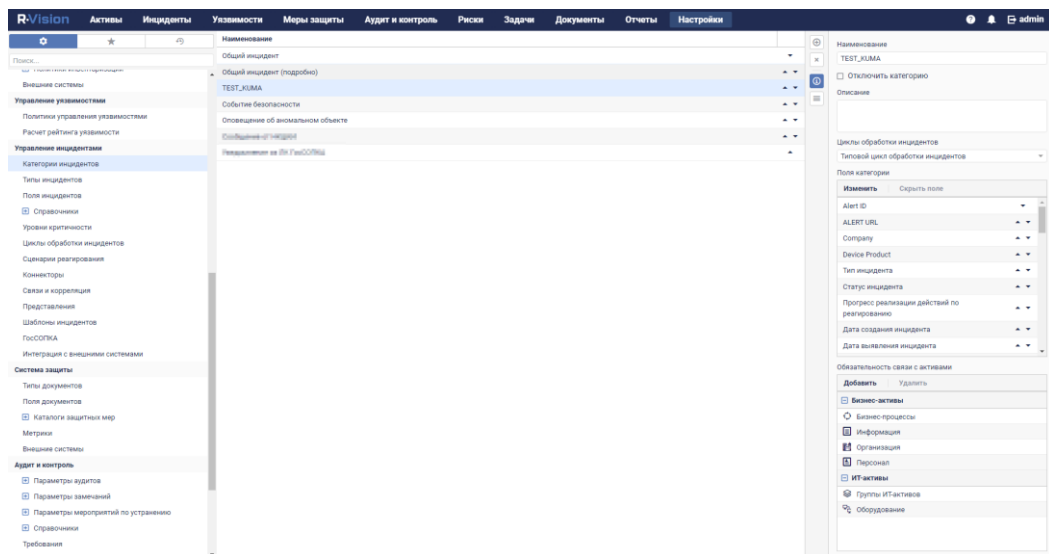 R-Vision Активы Инциденты Уязвимости Меры защиты Аудит и контроль Риски Задачи Документы Отчеты Настройки admin
Поиск...
Внешние системы
Управление уязвимостями
Политики управления уязвимостями
Расчет рейтинга уязвимости
Управление инцидентами
Категории инцидентов
Типы инцидентов
Поля инцидентов
Справочники
Уровни критичности
Циклы обработки инцидентов
Сценарии реагирования
Коннекторы
Связи и корреляция
Представления
Шаблоны инцидентов
ГосСОПКА
Интеграция с внешними системами
Система защиты
Типы документов
Поля документов
Каталоги защитных мер
Метрики
Внешние системы
Аудит и контроль
Параметры аудитов
Параметры замечаний
Параметры мероприятий по устранению
Справочники
Требования
Наименование
Общий инцидент
Общий инцидент (подробно)
TEST_KUMA
Событие безопасности
Оповещение об аномальном объекте
Наименование
TEST_KUMA
Отключить категорию
Описание
Циклы обработки инцидентов
Типовой цикл обработки инцидентов
Поля категории
Изменить Скрыть поле
Alert ID
ALERT URL
Company
Device Product
Тип инцидента
Статус инцидента
Прогресс реализации действий по
реагированию
Дата создания инцидента
Дата выявления инцидента
Обязательность связи с активами
Добавить Удалить
Бизнес-активы
Бизнес-процессы
Информация
Организация
Персонал
ИТ-активы
Группы ИТ-активов
Оборудование